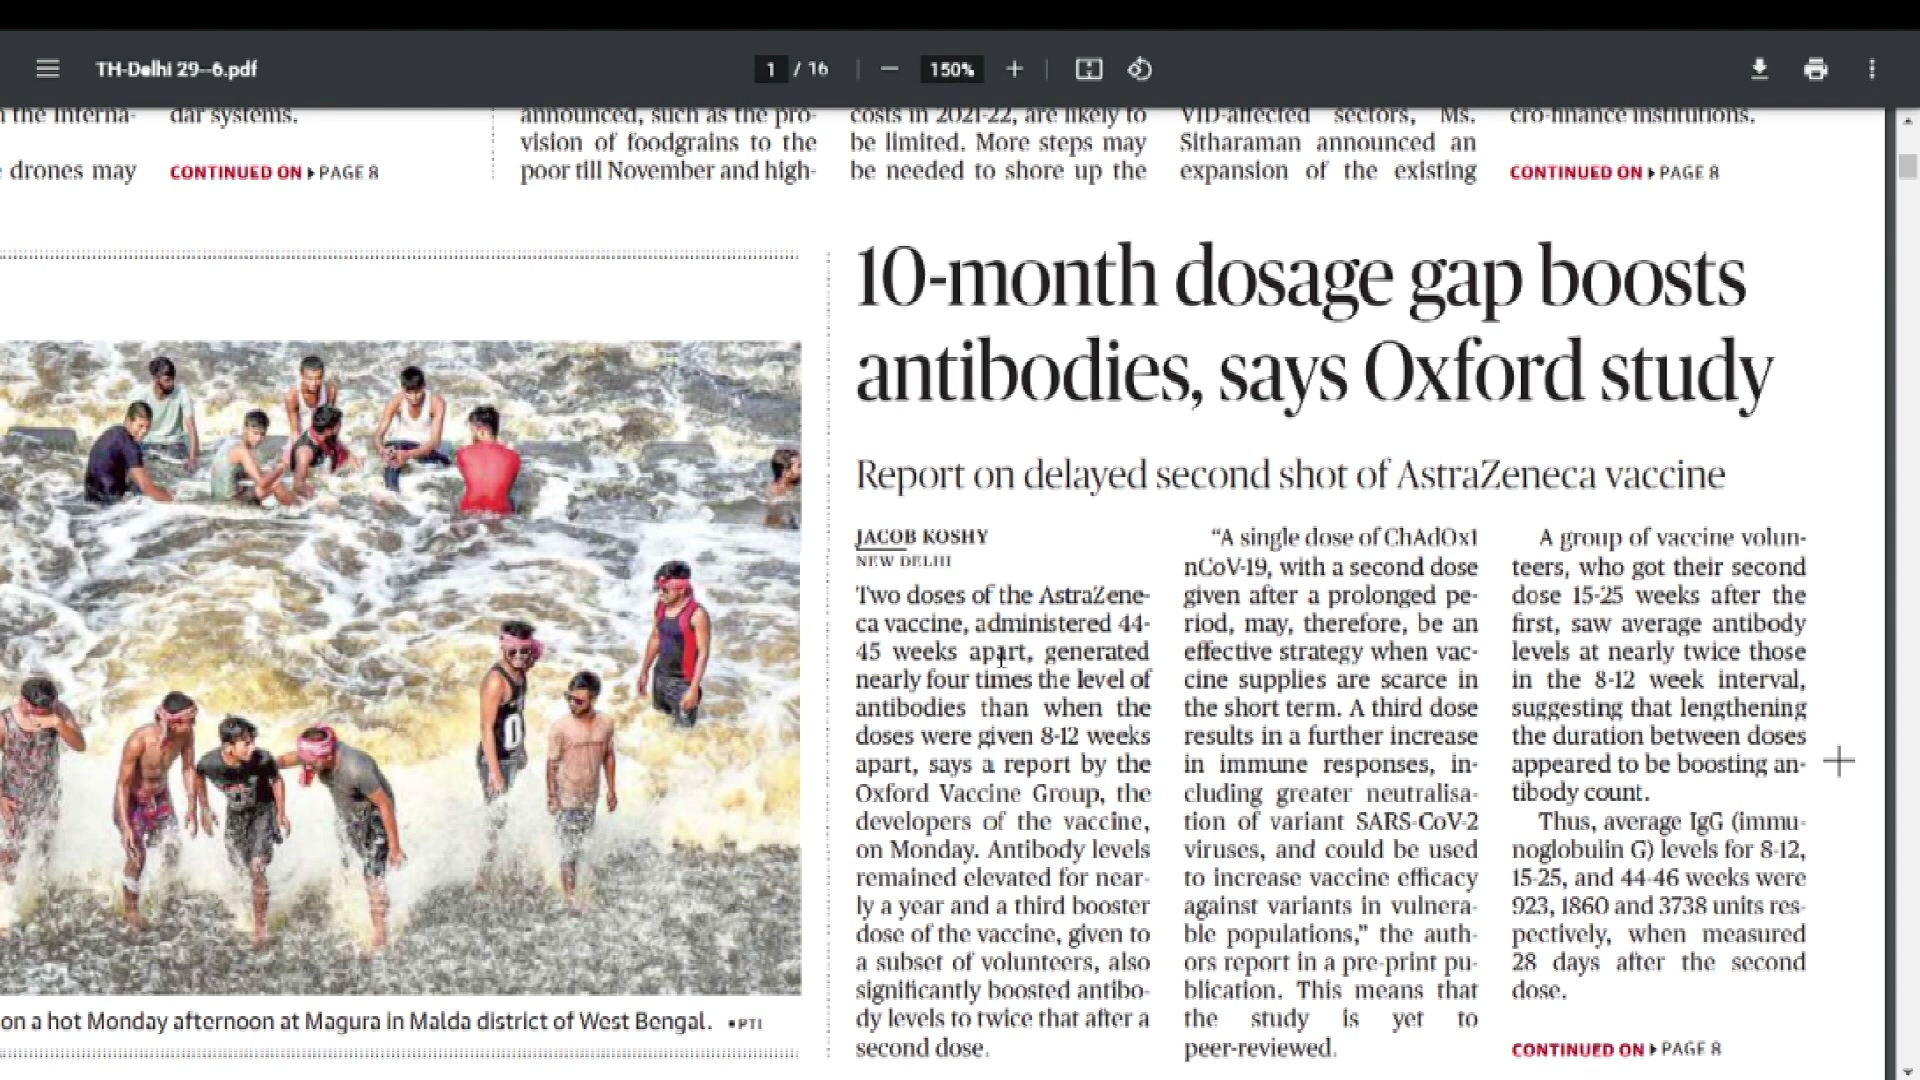 TH-Delhi 29--6.pdf
1 / 16
150%
the interna-
drones may
dar systems.
CONTINUED ON ▸ PAGE 8
announced, such as the pro-
vision of foodgrains to the
poor till November and high-
costs in 2021-22, are likely to
be limited. More steps may
be needed to shore up the
VID-affected sectors, Ms.
Sitharaman announced an
expansion of the existing
cro-finance institutions.
CONTINUED ON ▸ PAGE 8
on a hot Monday afternoon at Magura in Malda district of West Bengal. ▪PTI
10-month dosage gap boosts
antibodies, says Oxford study
Report on delayed second shot of AstraZeneca vaccine
JACOB KOSHY
NEW DELHI
Two doses of the AstraZene-
ca vaccine, administered 44-
45 weeks apart, generated
nearly four times the level of
antibodies than when the
doses were given 8-12 weeks
apart, says a report by the
Oxford Vaccine Group, the
developers of the vaccine,
on Monday. Antibody levels
remained elevated for near-
ly a year and a third booster
dose of the vaccine, given to
a subset of volunteers, also
significantly boosted antibo-
dy levels to twice that after a
second dose.
“A single dose of ChAdOx1
nCoV-19, with a second dose
given after a prolonged pe-
riod, may, therefore, be an
effective strategy when vac-
cine supplies are scarce in
the short term. A third dose
results in a further increase
in immune responses, in-
cluding greater neutralisa-
tion of variant SARS-CoV-2
viruses, and could be used
to increase vaccine efficacy
against variants in vulnera-
ble populations,” the auth-
ors report in a pre-print pu-
blication. This means that
the study is yet to
peer-reviewed.
A group of vaccine volun-
teers, who got their second
dose 15-25 weeks after the
first, saw average antibody
levels at nearly twice those
in the 8-12 week interval,
suggesting that lengthening
the duration between doses
appeared to be boosting an-
tibody count.
Thus, average IgG (immu-
noglobulin G) levels for 8-12,
15-25, and 44-46 weeks were
923, 1860 and 3738 units res-
pectively, when measured
28 days after the second
dose.
CONTINUED ON ▸ PAGE 8